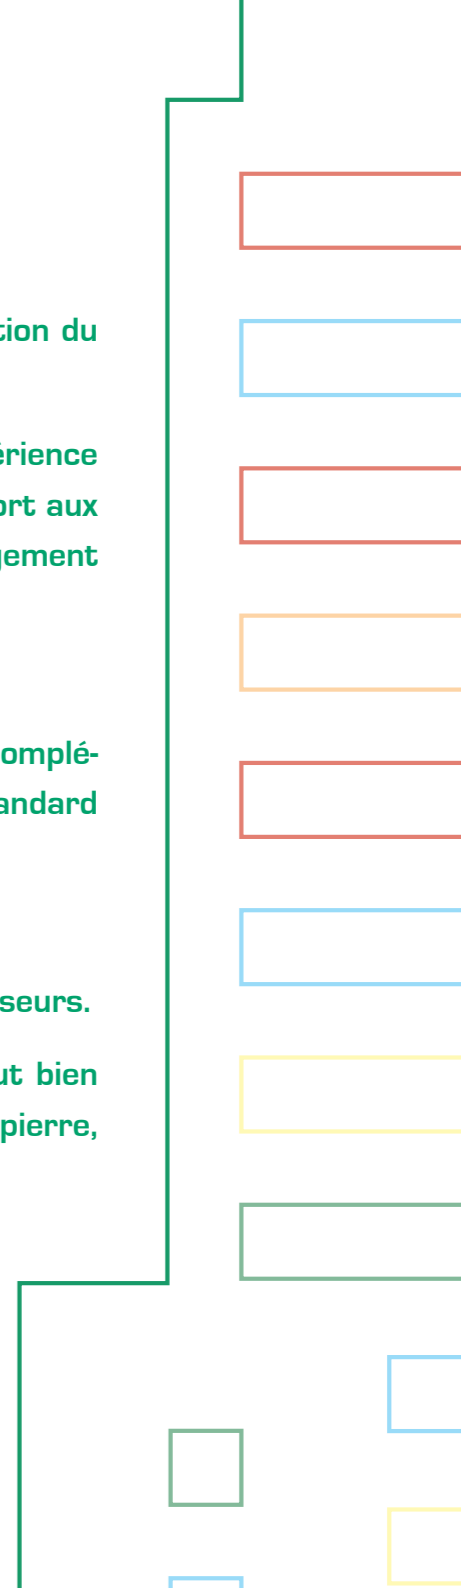 tion du
érience
ort aux
gement
omplé-
andard
seurs.
ut bien
pierre,